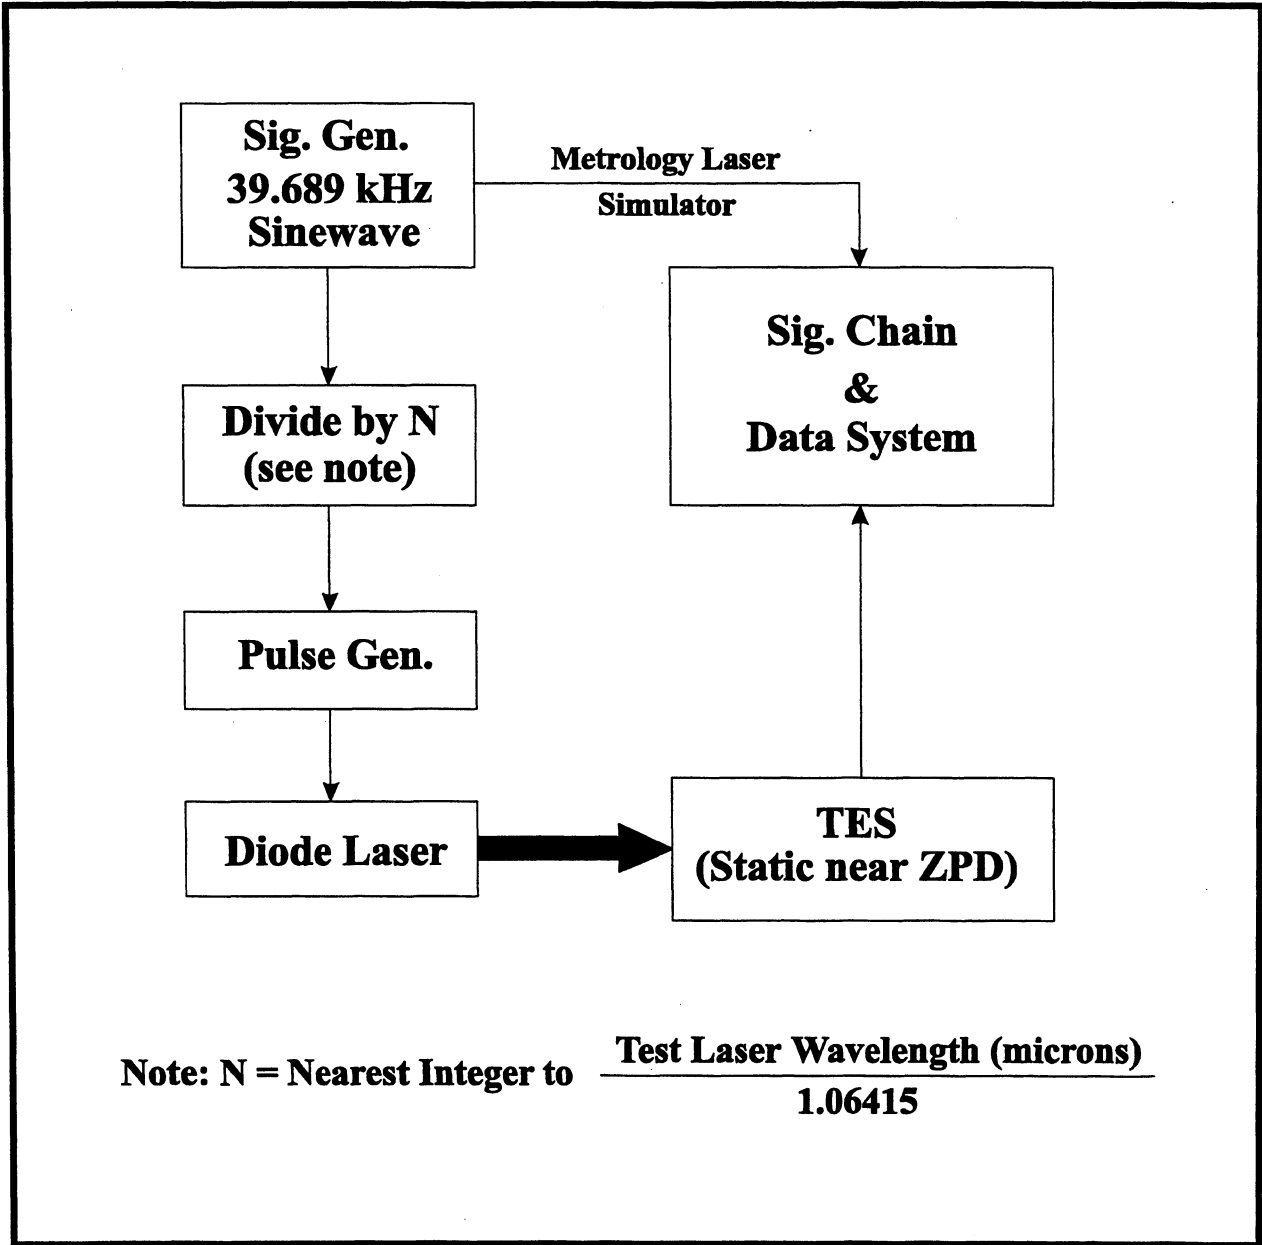 Sig. Gen.
39.689 kHz
Sinewave
Metrology Laser
Simulator
Sig. Chain
&
Data System
Divide by N
(see note)
Pulse Gen.
Diode Laser
TES
(Static near ZPD)
Note: N = Nearest Integer to
Test Laser Wavelength (microns)
1.06415